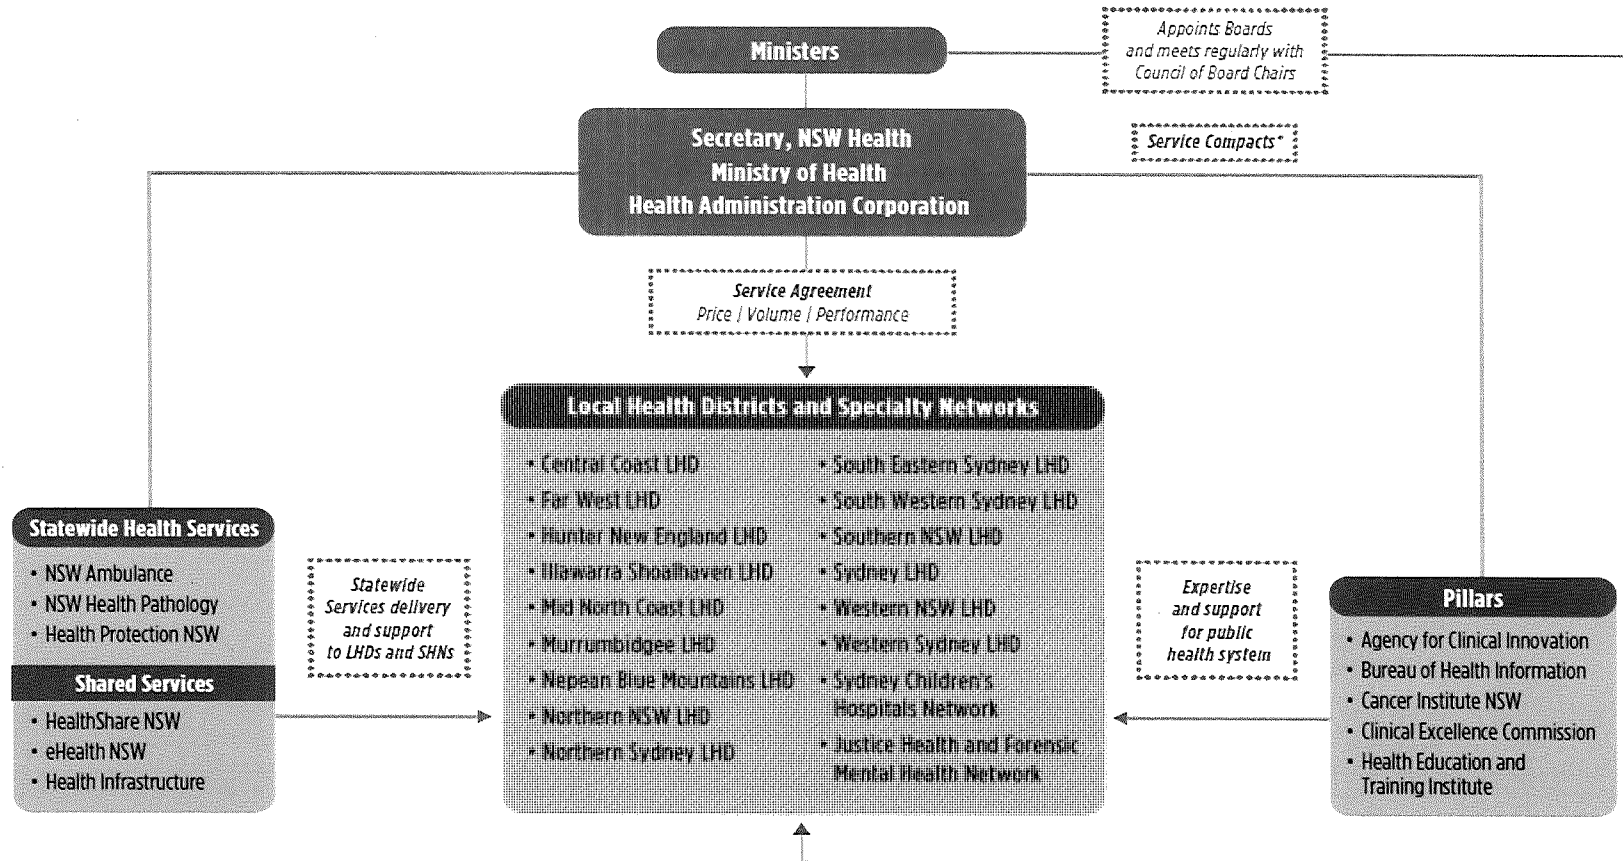 Ministers
Appoints Boards
and meets regularly with
Council of Board Chairs
Secretary, NSW Health
Ministry of Health
Health Administration Corporation
Service Compacts*
Service Agreement
Price | Volume | Performance
Local Health Districts and Specialty Networks
• Central Coast LHD
• Far West LHD
• Hunter New England LHD
• Illawarra Shoalhaven LHD
• Mid North Coast LHD
• Murrumbidgee LHD
• Nepean Blue Mountains LHD
• Northern NSW LHD
• Northern Sydney LHD
• South Eastern Sydney LHD
• South Western Sydney LHD
• Southern NSW LHD
• Sydney LHD
• Western NSW LHD
• Western Sydney LHD
• Sydney Children's
Hospitals Network
• Justice Health and Forensic
Mental Health Network
Statewide Health Services
• NSW Ambulance
• NSW Health Pathology
• Health Protection NSW
Shared Services
• HealthShare NSW
• eHealth NSW
• Health Infrastructure
Statewide
Services delivery
and support
to LHDs and SHNs
Expertise
and support
for public
health system
Pillars
• Agency for Clinical Innovation
• Bureau of Health Information
• Cancer Institute NSW
• Clinical Excellence Commission
• Health Education and
Training Institute